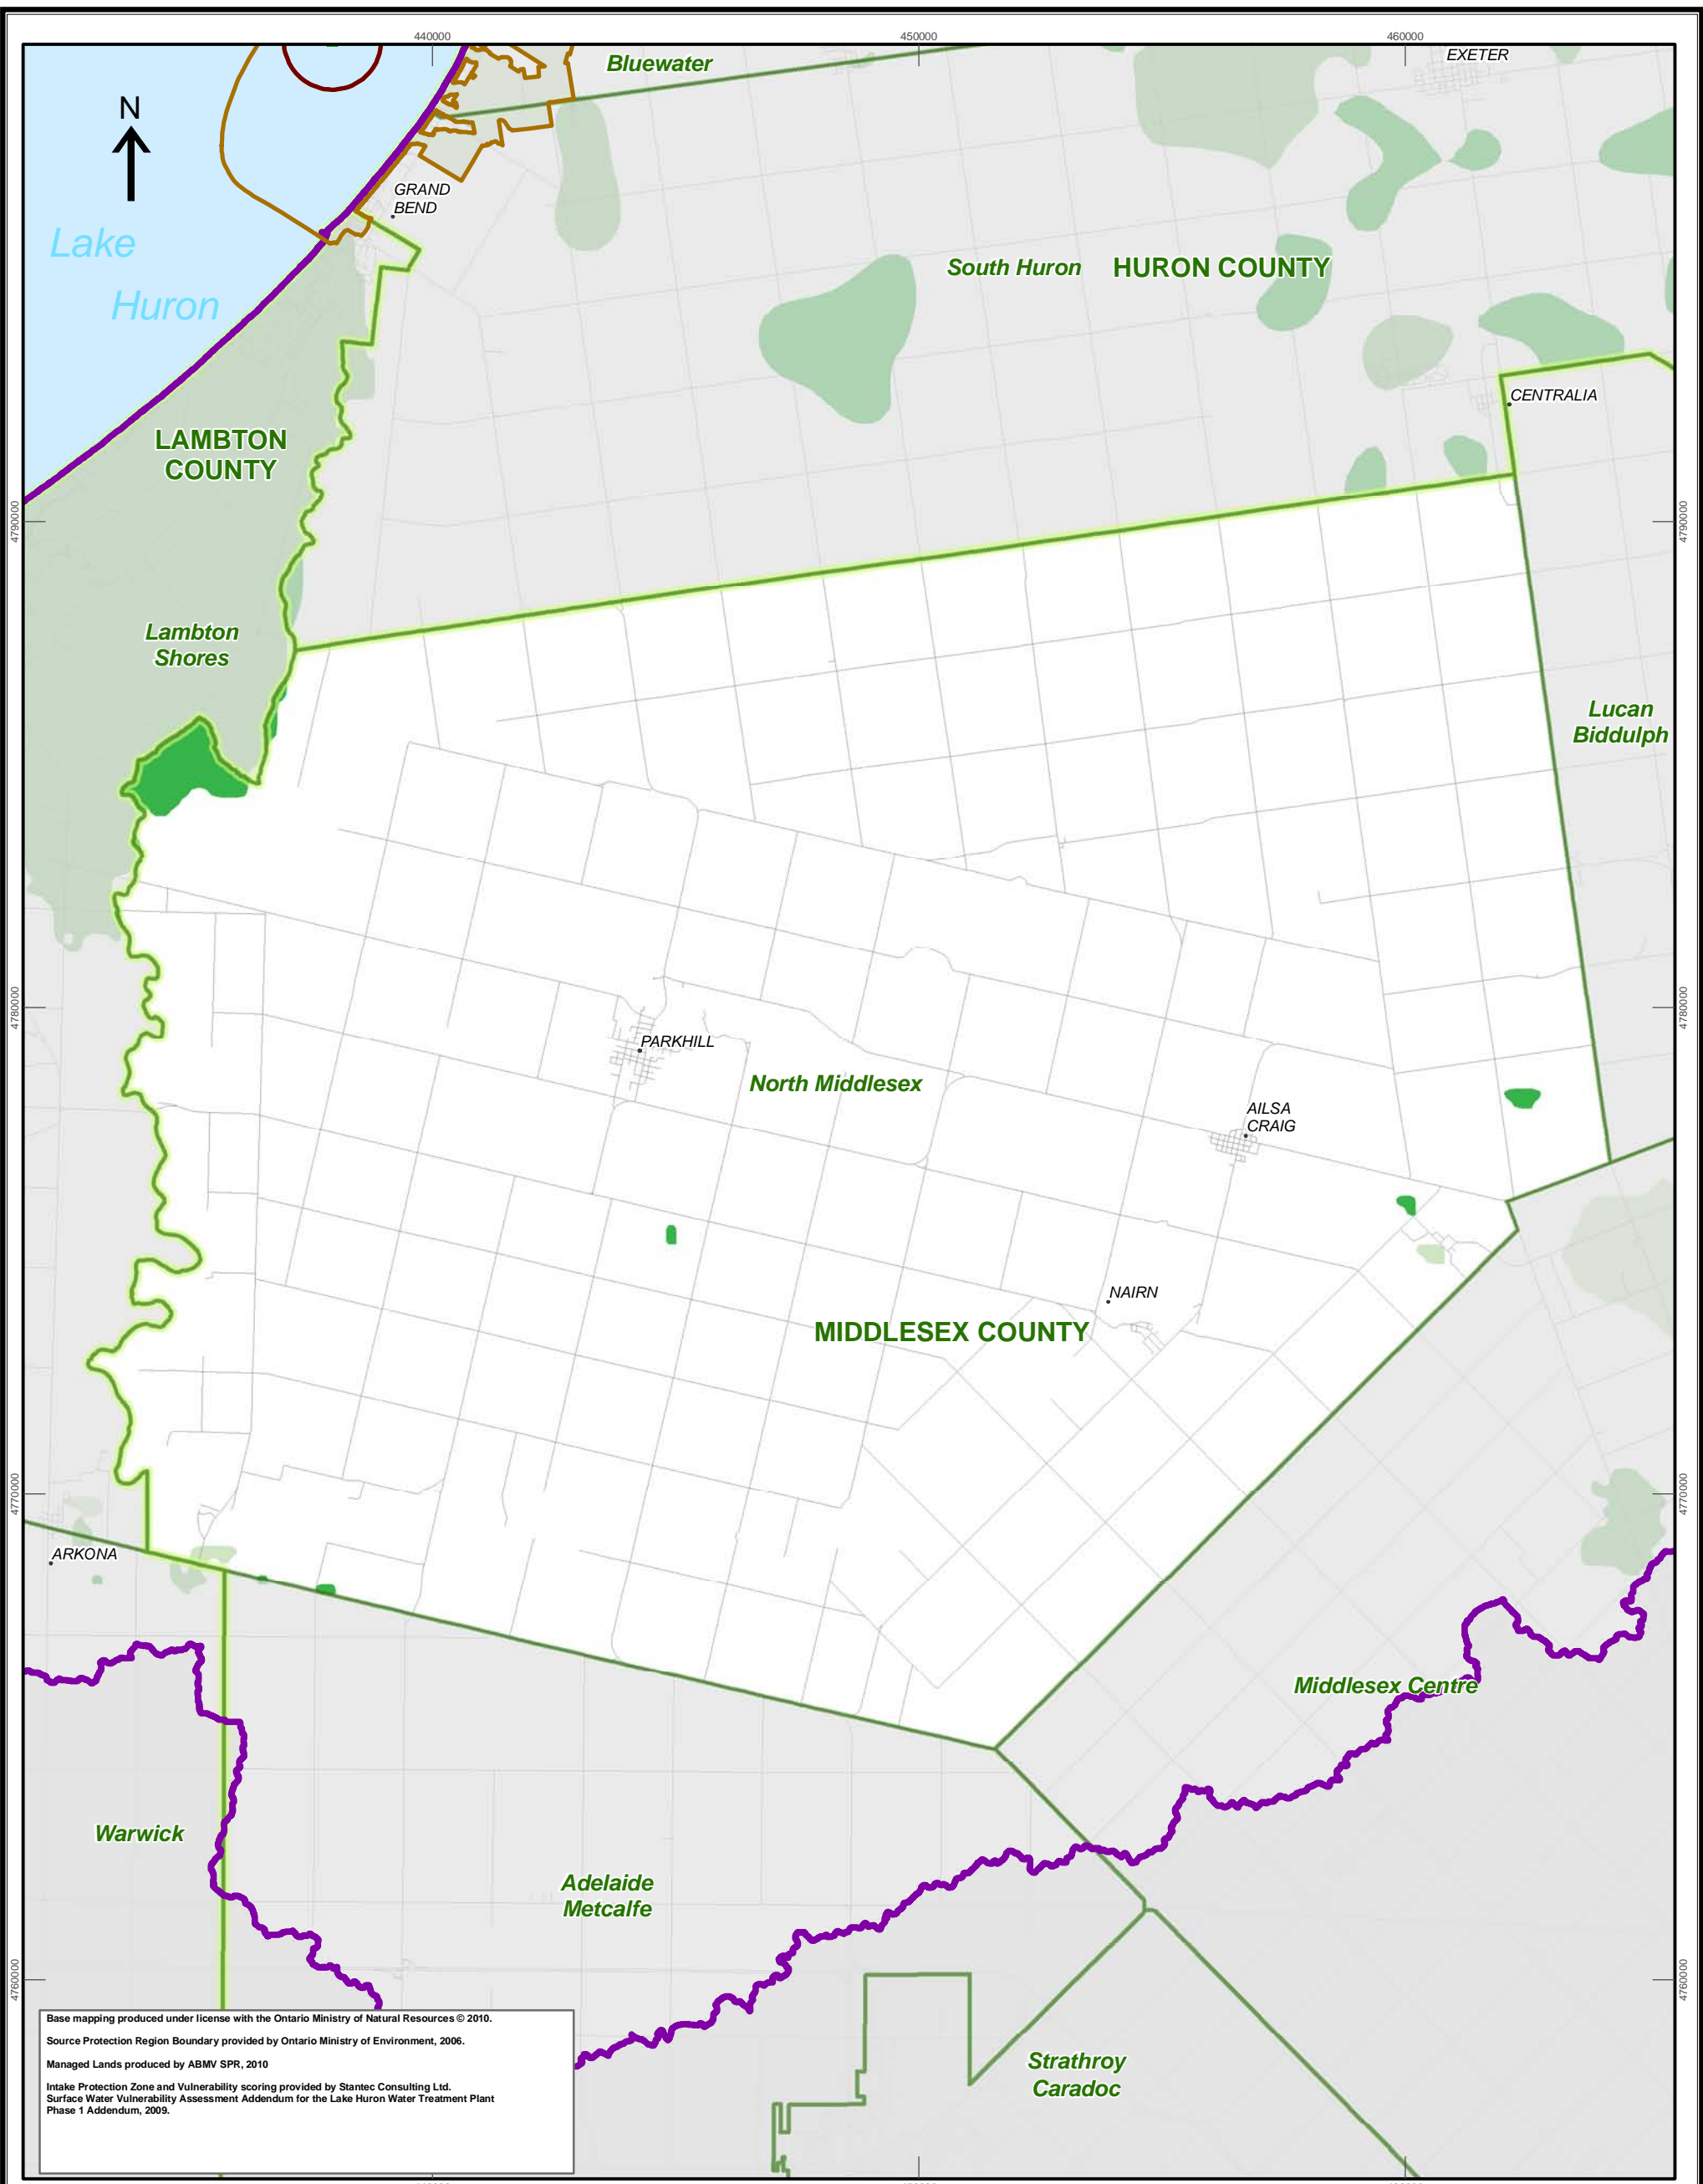 440000
450000
460000
EXETER
Bluewater
N
GRAND
BEND
Lake
Huron
South Huron
HURON COUNTY
CENTRALIA
LAMBTON
COUNTY
4790000
4790000
Lambton
Shores
Lucan
Biddulph
4780000
4780000
PARKHILL
North Middlesex
AILSA
CRAIG
NAIRN
MIDDLESEX COUNTY
4770000
4770000
ARKONA
Middlesex Centre
Warwick
Adelaide
Metcalfe
4760000
4760000
Strathroy
Caradoc
Base mapping produced under license with the Ontario Ministry of Natural Resources © 2010.
Source Protection Region Boundary provided by Ontario Ministry of Environment, 2006.
Managed Lands produced by ABMV SPR, 2010
Intake Protection Zone and Vulnerability scoring provided by Stantec Consulting Ltd.
Surface Water Vulnerability Assessment Addendum for the Lake Huron Water Treatment Plant
Phase 1 Addendum, 2009.